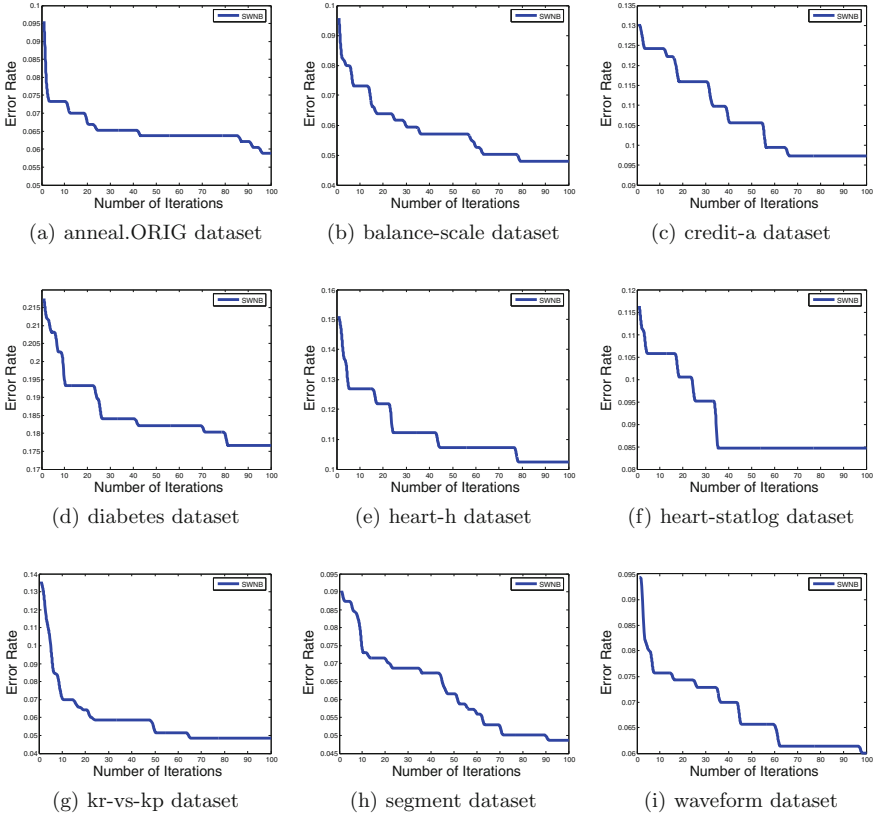 0.1
0.095
0.09
0.085
0.08
0.075
0.07
0.065
0.06
0.055
0.05
Error Rate
SWNB
0 10 20 30 40 50 60 70 80 90 100
Number of Iterations
(a) anneal.ORIG dataset
0.1
0.09
0.08
0.07
0.06
0.05
0.04
Error Rate
SWNB
0 10 20 30 40 50 60 70 80 90 100
Number of Iterations
(b) balance-scale dataset
0.135
0.13
0.125
0.12
0.115
0.11
0.105
0.1
0.095
0.09
Error Rate
SWNB
0 10 20 30 40 50 60 70 80 90 100
Number of Iterations
(c) credit-a dataset
0.215
0.21
0.205
0.2
0.195
0.19
0.185
0.18
0.175
0.17
Error Rate
SWNB
0 10 20 30 40 50 60 70 80 90 100
Number of Iterations
(d) diabetes dataset
0.16
0.15
0.14
0.13
0.12
0.11
0.1
Error Rate
SWNB
0 10 20 30 40 50 60 70 80 90 100
Number of Iterations
(e) heart-h dataset
0.12
0.115
0.11
0.105
0.1
0.095
0.09
0.085
0.08
Error Rate
SWNB
0 10 20 30 40 50 60 70 80 90 100
Number of Iterations
(f) heart-statlog dataset
0.14
0.13
0.12
0.11
0.1
0.09
0.08
0.07
0.06
0.05
0.04
Error Rate
SWNB
0 10 20 30 40 50 60 70 80 90 100
Number of Iterations
(g) kr-vs-kp dataset
0.095
0.09
0.085
0.08
0.075
0.07
0.065
0.06
0.055
0.05
0.045
Error Rate
SWNB
0 10 20 30 40 50 60 70 80 90 100
Number of Iterations
(h) segment dataset
0.095
0.09
0.085
0.08
0.075
0.07
0.065
0.06
Error Rate
SWNB
0 10 20 30 40 50 60 70 80 90 100
Number of Iterations
(i) waveform dataset